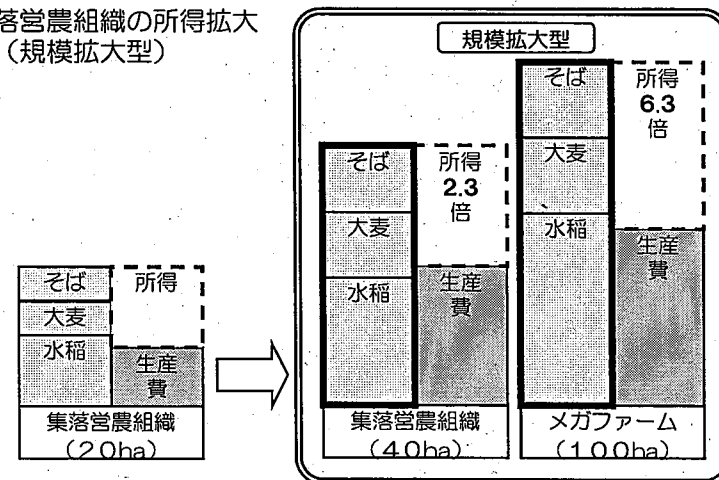 落営農組織の所得拡大
(規模拡大型)
規模拡大型
そば
大麦
水稲
所得
生産
費
集落営農組織
(20ha)
そば
大麦
水稲
所得
2.3
倍
生産
費
集落営農組織
(40ha)
そば
大麦
水稲
所得
6.3
倍
生産
費
メガファーム
(100ha)